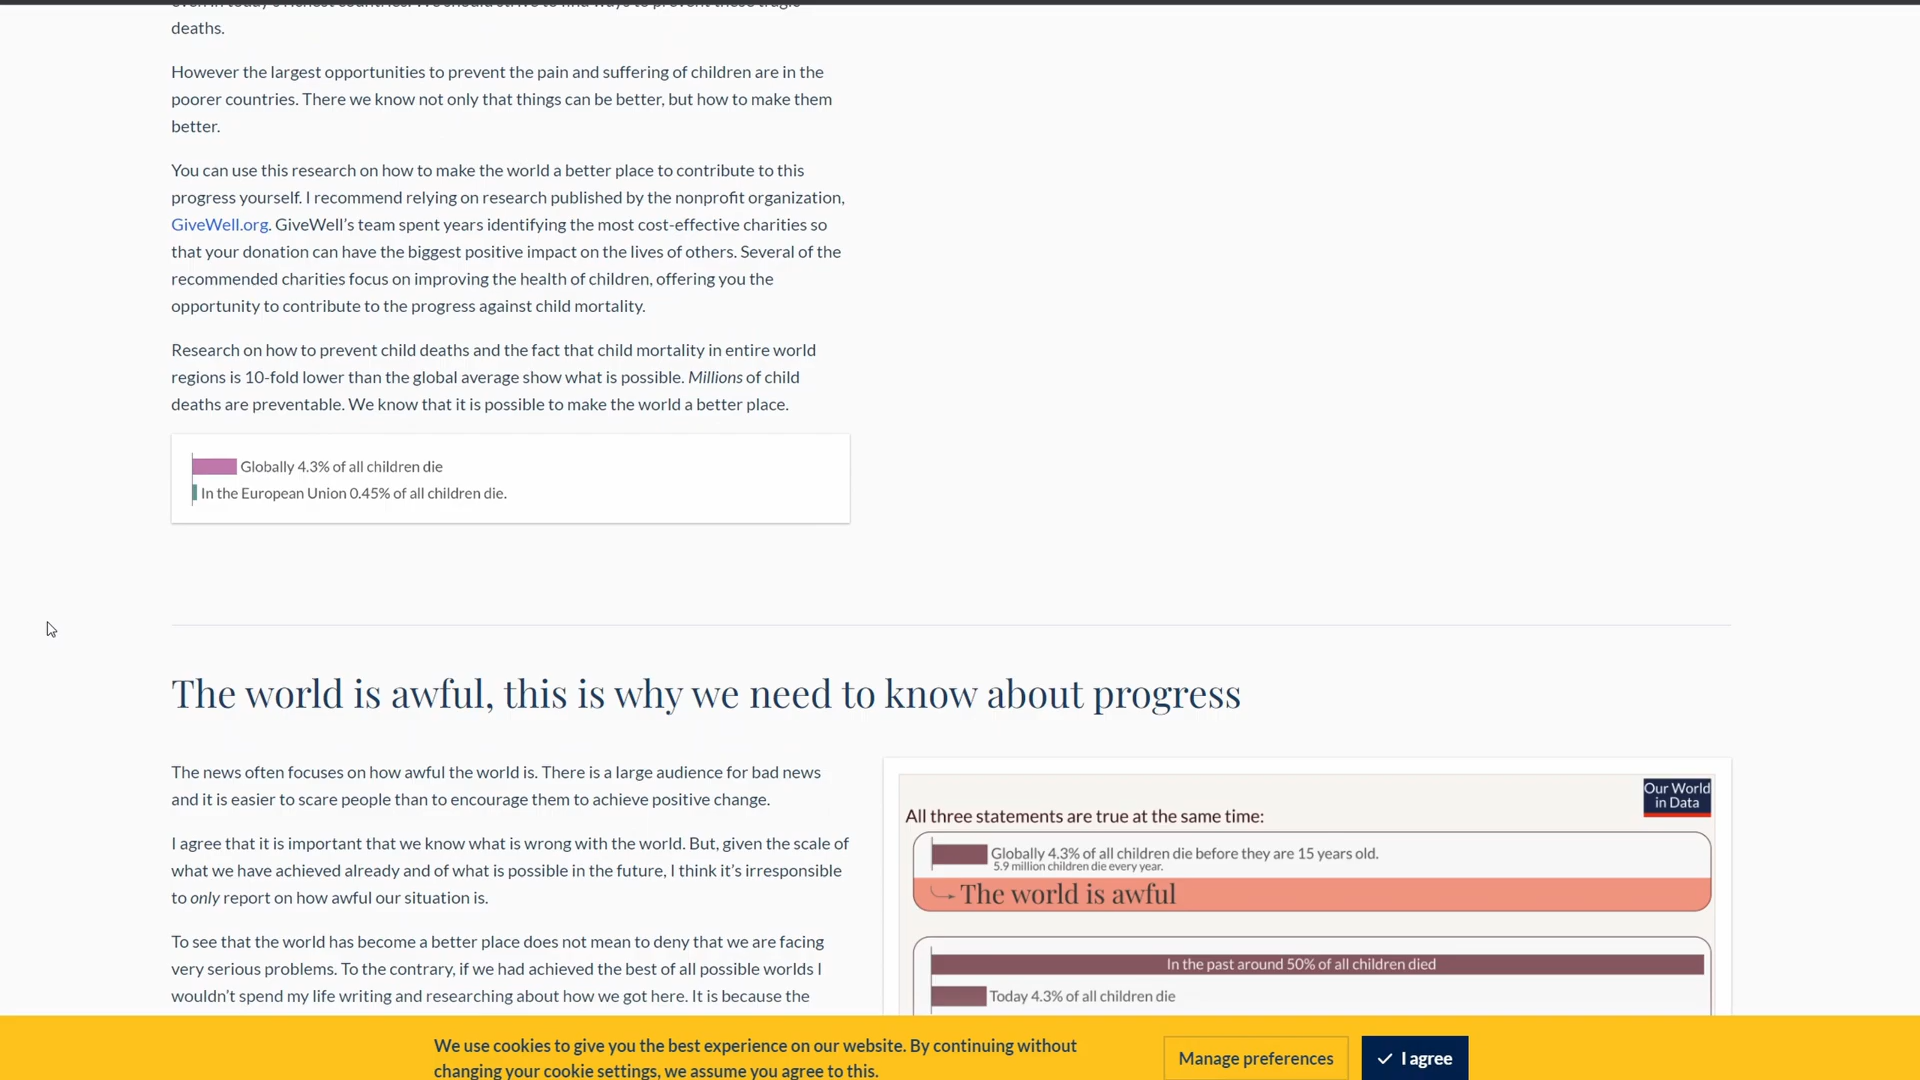 even in today's richest countries. We should strive to find ways to prevent these tragic
deaths.
However the largest opportunities to prevent the pain and suffering of children are in the
poorer countries. There we know not only that things can be better, but how to make them
better.
You can use this research on how to make the world a better place to contribute to this
progress yourself. I recommend relying on research published by the nonprofit organization,
GiveWell.org. GiveWell’s team spent years identifying the most cost-effective charities so
that your donation can have the biggest positive impact on the lives of others. Several of the
recommended charities focus on improving the health of children, offering you the
opportunity to contribute to the progress against child mortality.
Research on how to prevent child deaths and the fact that child mortality in entire world
regions is 10-fold lower than the global average show what is possible. Millions of child
deaths are preventable. We know that it is possible to make the world a better place.
Globally 4.3% of all children die
In the European Union 0.45% of all children die.
The world is awful, this is why we need to know about progress
The news often focuses on how awful the world is. There is a large audience for bad news
and it is easier to scare people than to encourage them to achieve positive change.
I agree that it is important that we know what is wrong with the world. But, given the scale of
what we have achieved already and of what is possible in the future, I think it’s irresponsible
to only report on how awful our situation is.
To see that the world has become a better place does not mean to deny that we are facing
very serious problems. To the contrary, if we had achieved the best of all possible worlds I
wouldn’t spend my life writing and researching about how we got here. It is because the
Our World
in Data
All three statements are true at the same time:
Globally 4.3% of all children die before they are 15 years old.
5.9 million children die every year.
The world is awful
In the past around 50% of all children died
Today 4.3% of all children die
We use cookies to give you the best experience on our website. By continuing without
changing your cookie settings, we assume you agree to this.
Manage preferences
I agree